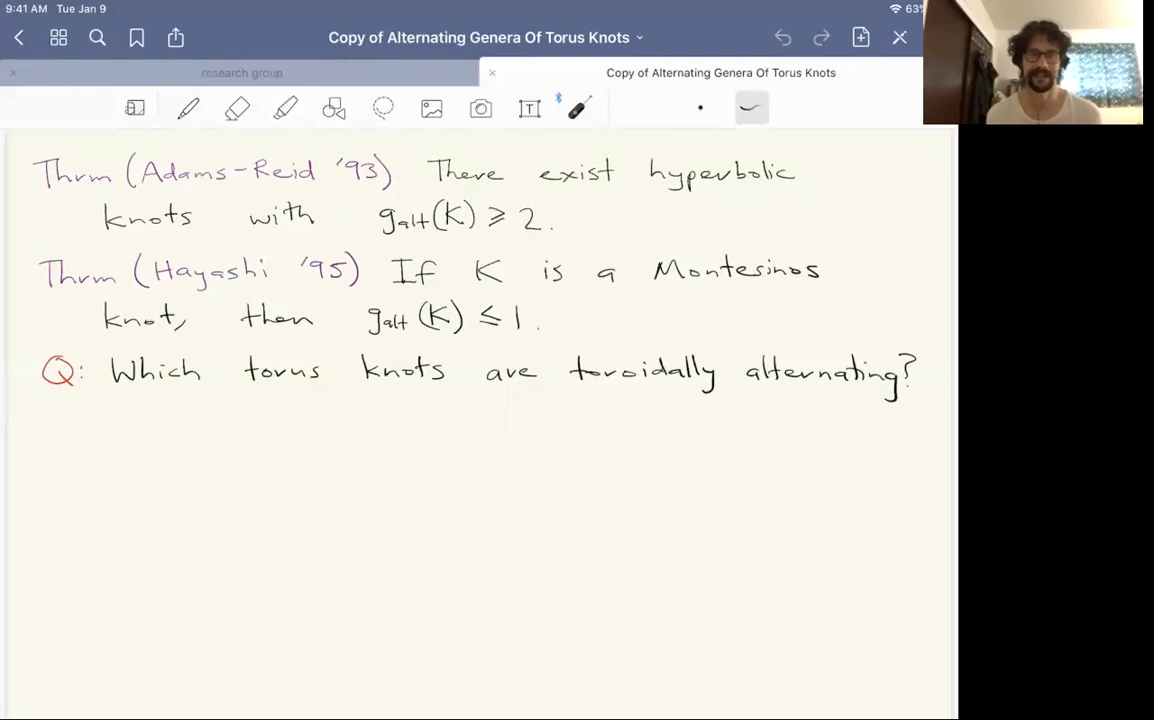 9:41 AM Tue Jan 9
63%
Copy of Alternating Genera Of Torus Knots
research group
Copy of Alternating Genera Of Torus Knots
T
Thrm (Adams-Reid '93) There exist hyperbolic
knots with galt(K) ≥ 2.
Thrm (Hayashi '95) If K is a Montesinos
knot, then galt(K) ≤ 1.
Q: Which torus knots are toroidally alternating?